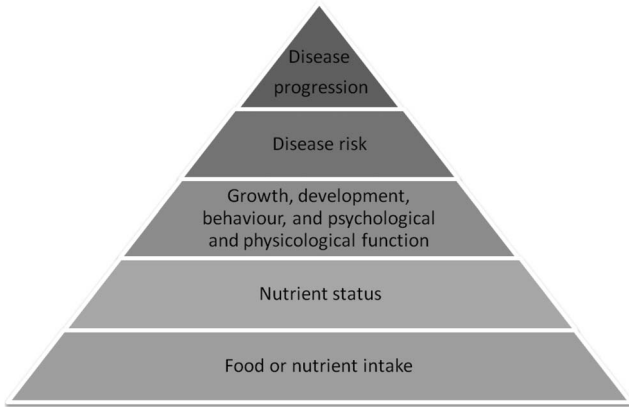 Disease
progression
Disease risk
Growth, development,
behaviour, and psychological
and physicological function
Nutrient status
Food or nutrient intake